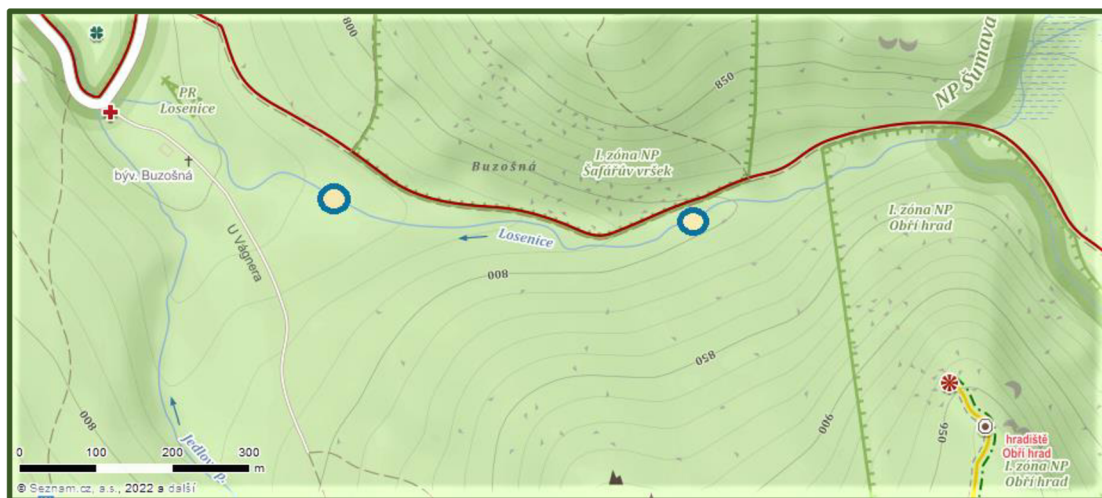 800
850
NP Šumava
PR
Losenice
býv. Buzošná
Buzošná
I. zóna NP
Šafářův vršek
I. zóna NP
Obří hrad
U Vágnera
Losenice
800
850
800
900
950
Jedlový p.
hradiště
Obří hrad
I. zóna NP
Obří hrad
0 100 200 300
m
© Seznam.cz, a.s., 2022 a další